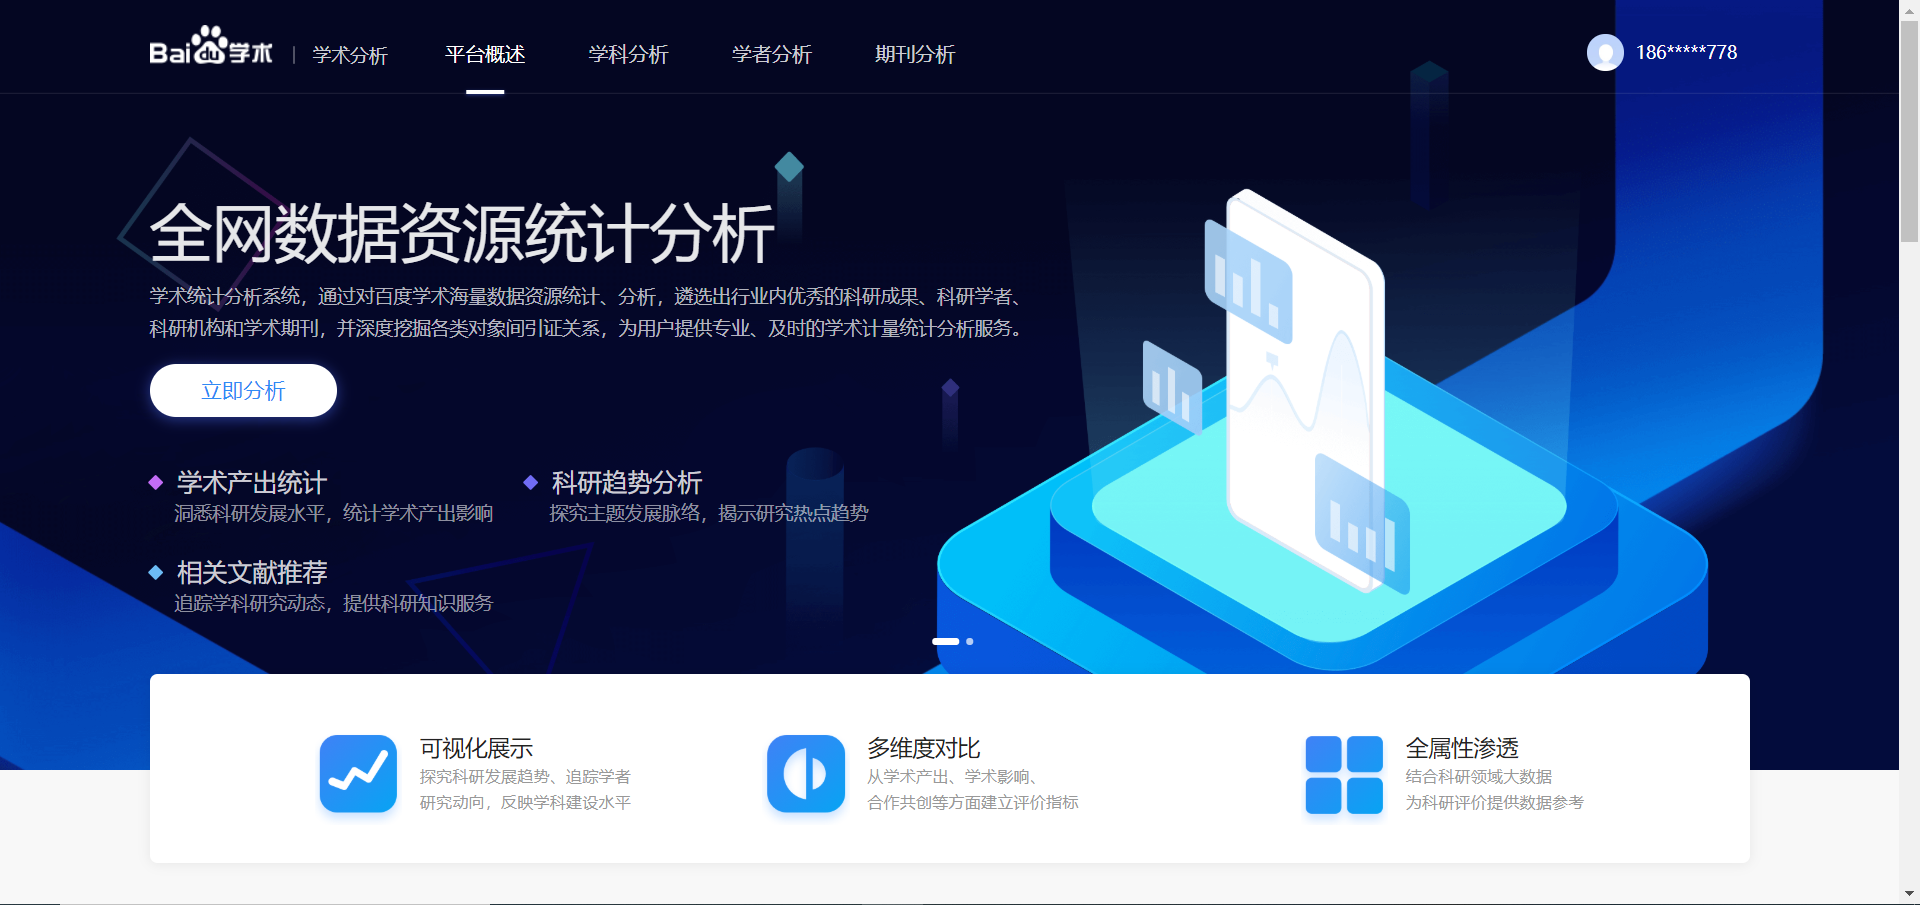 Baidu学术 | 学术分析 平台概述 学科分析 学者分析 期刊分析 186*****778
全网数据资源统计分析
学术统计分析系统，通过对百度学术海量数据资源统计、分析，遴选出行业内优秀的科研成果、科研学者、
科研机构和学术期刊，并深度挖掘各类对象间引证关系，为用户提供专业、及时的学术计量统计分析服务。
立即分析
学术产出统计
洞悉科研发展水平，统计学术产出影响
科研趋势分析
探究主题发展脉络，揭示研究热点趋势
相关文献推荐
追踪学科研究动态，提供科研知识服务
可视化展示
探究科研发展趋势、追踪学者
研究动向，反映学科建设水平
多维度对比
从学术产出、学术影响、
合作共创等方面建立评价指标
全属性渗透
结合科研领域大数据
为科研评价提供数据参考